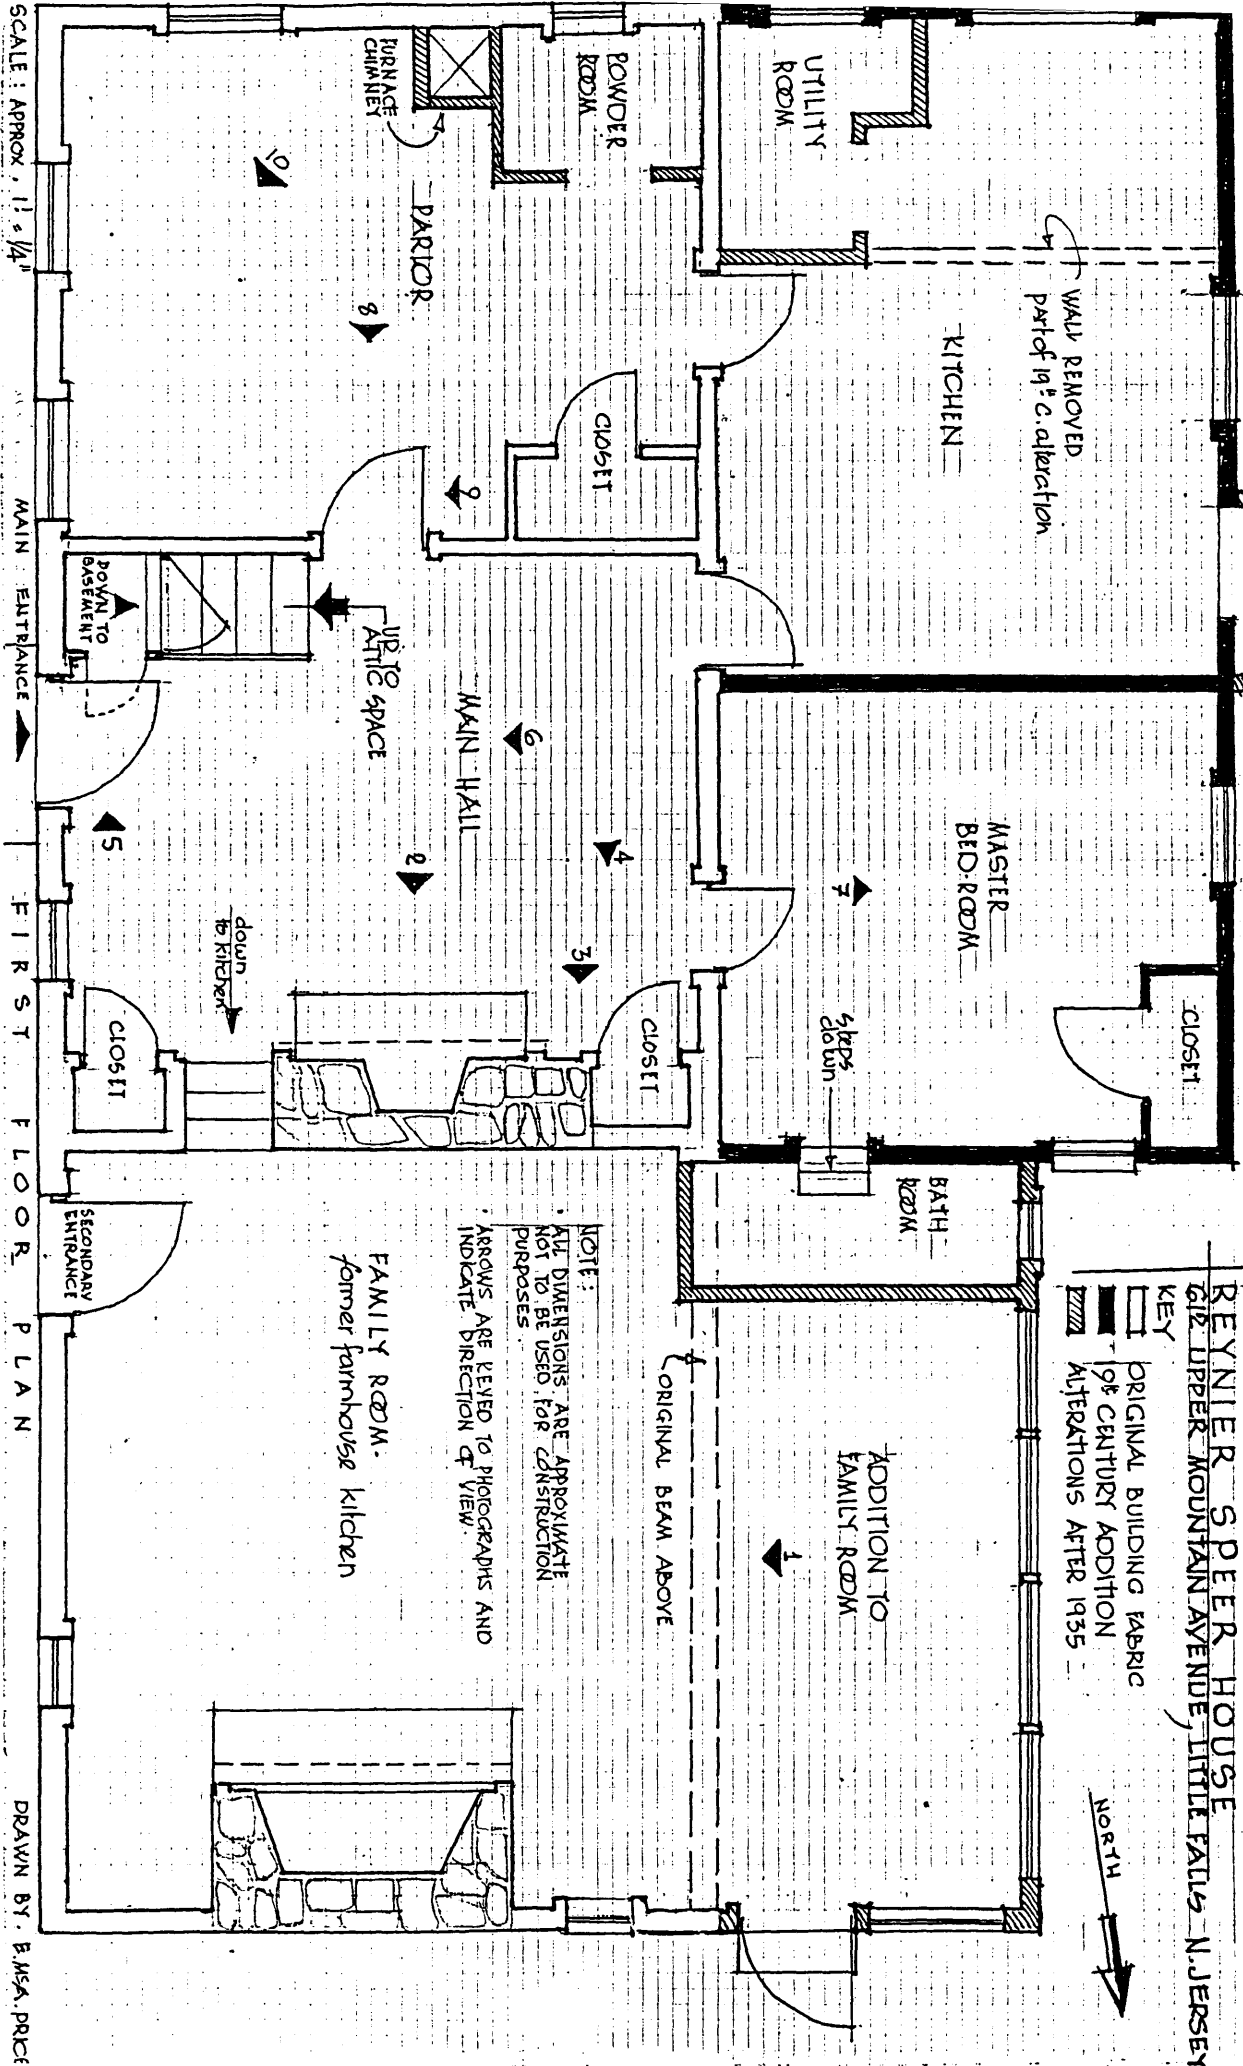 REYNIER SPEER HOUSE
612 UPPER MOUNTAIN AVENUE, LITTLE FALLS N.JERSEY
KEY
ORIGINAL BUILDING FABRIC
19th CENTURY ADDITION
ALTERATIONS AFTER 1935
NORTH
UTILITY
ROOM
WALL REMOVED
part of 19th C. alteration
KITCHEN
MASTER
BED-ROOM
CLOSET
steps
down
BATH
ROOM
7
ADDITION TO
FAMILY ROOM
1
ORIGINAL BEAM ABOVE
POWDER
ROOM
FURNACE
CHIMNEY
PARLOR
CLOSET
10
8
9
UP TO
ATTIC SPACE
DOWN TO
BASEMENT
MAIN HALL
6
4
2
3
5
down
to kitchen
CLOSET
CLOSET
NOTE:
· ALL DIMENSIONS ARE APPROXIMATE
NOT TO BE USED FOR CONSTRUCTION
PURPOSES.
· ARROWS ARE KEYED TO PHOTOGRAPHS AND
INDICATE DIRECTION OF VIEW.
FAMILY ROOM.
former farmhouse kitchen
SECONDARY
ENTRANCE
SCALE: APPROX. 1' = 1/4"
MAIN ENTRANCE
FIRST FLOOR PLAN
DRAWN BY. E.MSA.PRICE